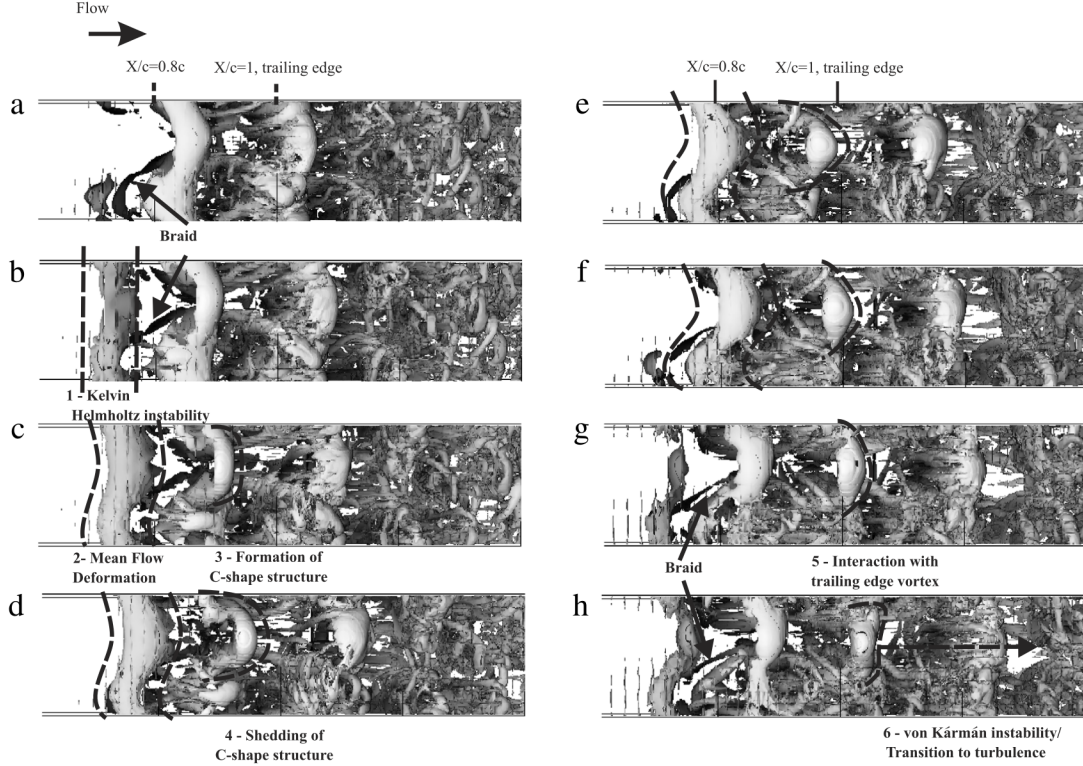 Flow
X/c=0.8c
X/c=1, trailing edge
a
Braid
b
1 - Kelvin
Helmholtz instability
c
2- Mean Flow
Deformation
3 - Formation of
C-shape structure
d
4 - Shedding of
C-shape structure
X/c=0.8c
X/c=1, trailing edge
e
f
g
Braid
5 - Interaction with
trailing edge vortex
h
6 - von Kármán instability/
Transition to turbulence